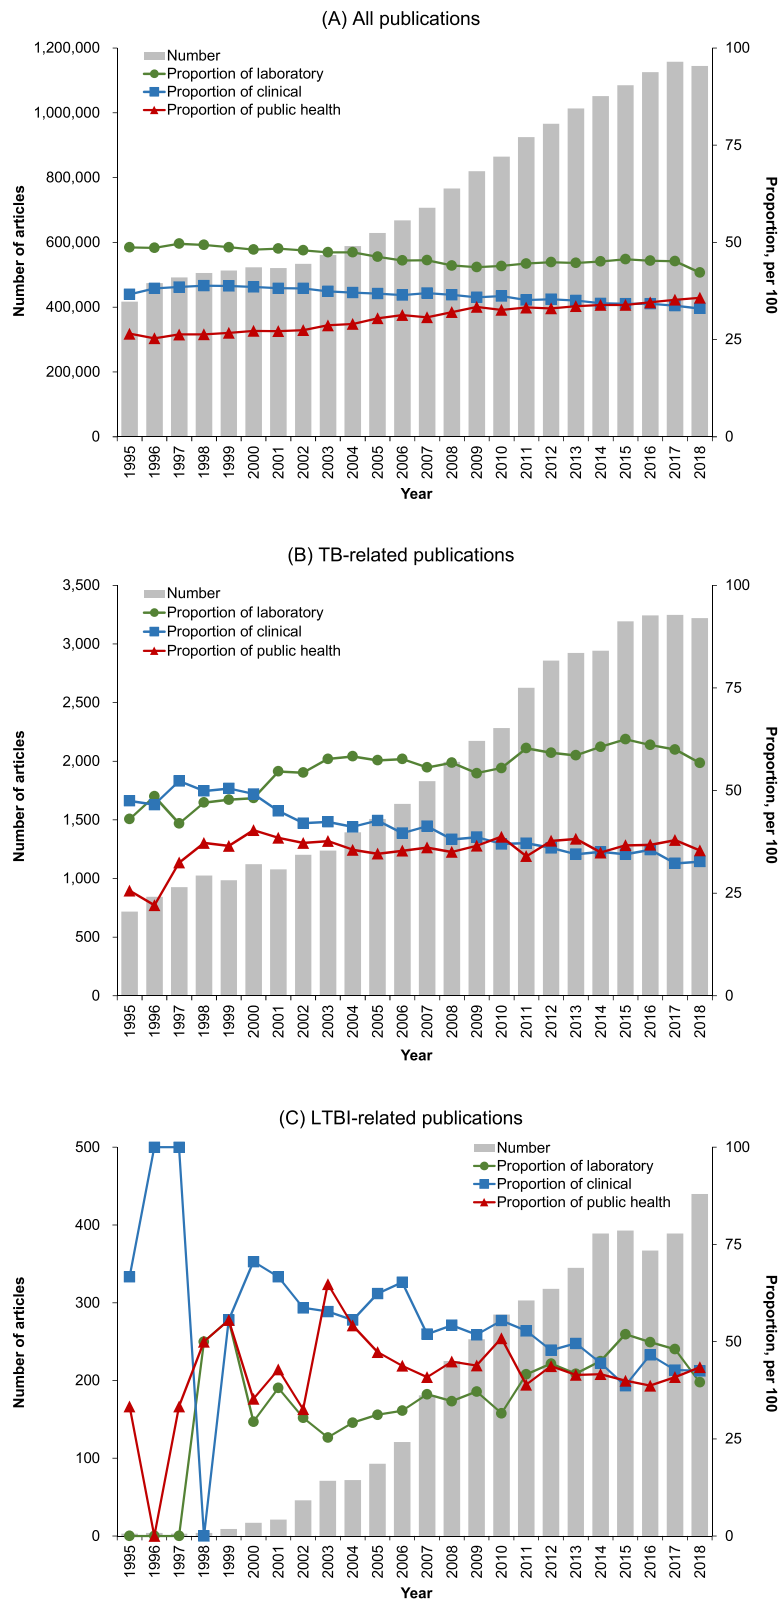 (A) All publications
Number
Proportion of laboratory
Proportion of clinical
Proportion of public health
1,200,000
1,000,000
800,000
600,000
400,000
200,000
0
Number of articles
100
75
50
25
0
Proportion, per 100
1995 1996 1997 1998 1999 2000 2001 2002 2003 2004 2005 2006 2007 2008 2009 2010 2011 2012 2013 2014 2015 2016 2017 2018
Year
(B) TB-related publications
Number
Proportion of laboratory
Proportion of clinical
Proportion of public health
3,500
3,000
2,500
2,000
1,500
1,000
500
0
Number of articles
100
75
50
25
0
Proportion, per 100
1995 1996 1997 1998 1999 2000 2001 2002 2003 2004 2005 2006 2007 2008 2009 2010 2011 2012 2013 2014 2015 2016 2017 2018
Year
(C) LTBI-related publications
Number
Proportion of laboratory
Proportion of clinical
Proportion of public health
500
400
300
200
100
0
Number of articles
100
75
50
25
0
Proportion, per 100
1995 1996 1997 1998 1999 2000 2001 2002 2003 2004 2005 2006 2007 2008 2009 2010 2011 2012 2013 2014 2015 2016 2017 2018
Year